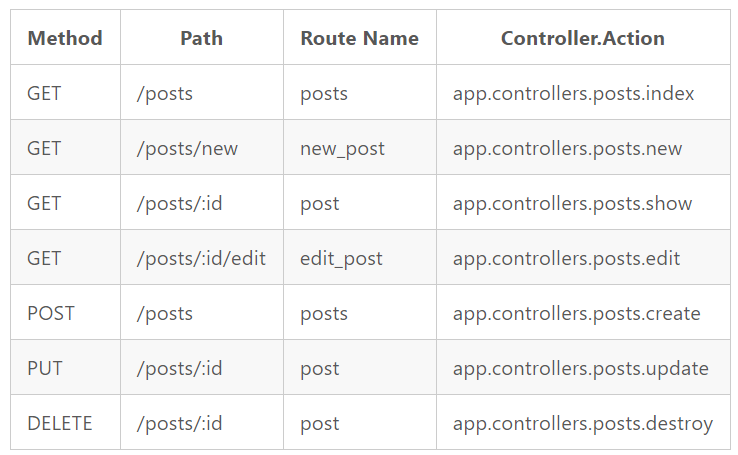 Method Path Route Name Controller.Action
GET /posts posts app.controllers.posts.index
GET /posts/new new_post app.controllers.posts.new
GET /posts/:id post app.controllers.posts.show
GET /posts/:id/edit edit_post app.controllers.posts.edit
POST /posts posts app.controllers.posts.create
PUT /posts/:id post app.controllers.posts.update
DELETE /posts/:id post app.controllers.posts.destroy